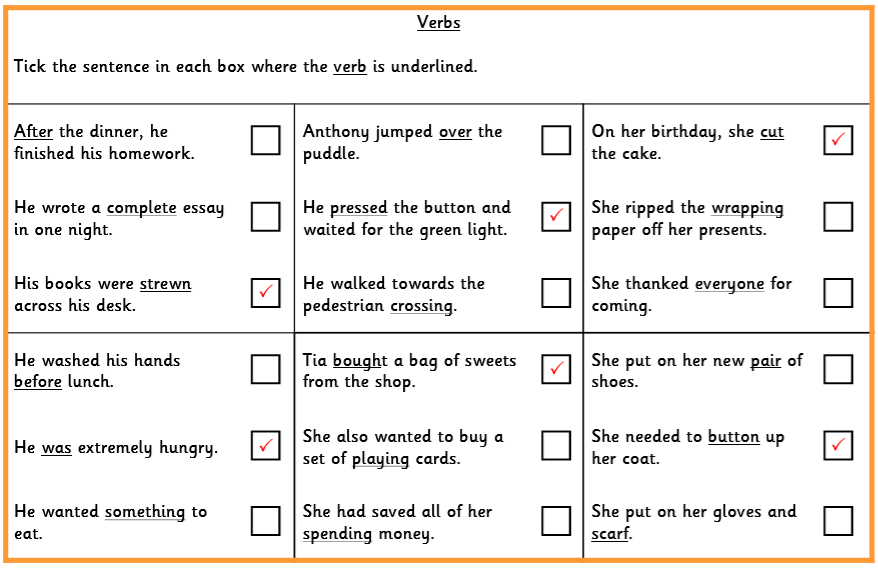 Verbs
Tick the sentence in each box where the verb is underlined.
After the dinner, he
finished his homework.
He wrote a complete essay
in one night.
His books were strewn
across his desk.
Anthony jumped over the
puddle.
He pressed the button and
waited for the green light.
He walked towards the
pedestrian crossing.
On her birthday, she cut
the cake.
She ripped the wrapping
paper off her presents.
She thanked everyone for
coming.
He washed his hands
before lunch.
He was extremely hungry.
He wanted something to
eat.
Tia bought a bag of sweets
from the shop.
She also wanted to buy a
set of playing cards.
She had saved all of her
spending money.
She put on her new pair of
shoes.
She needed to button up
her coat.
She put on her gloves and
scarf.